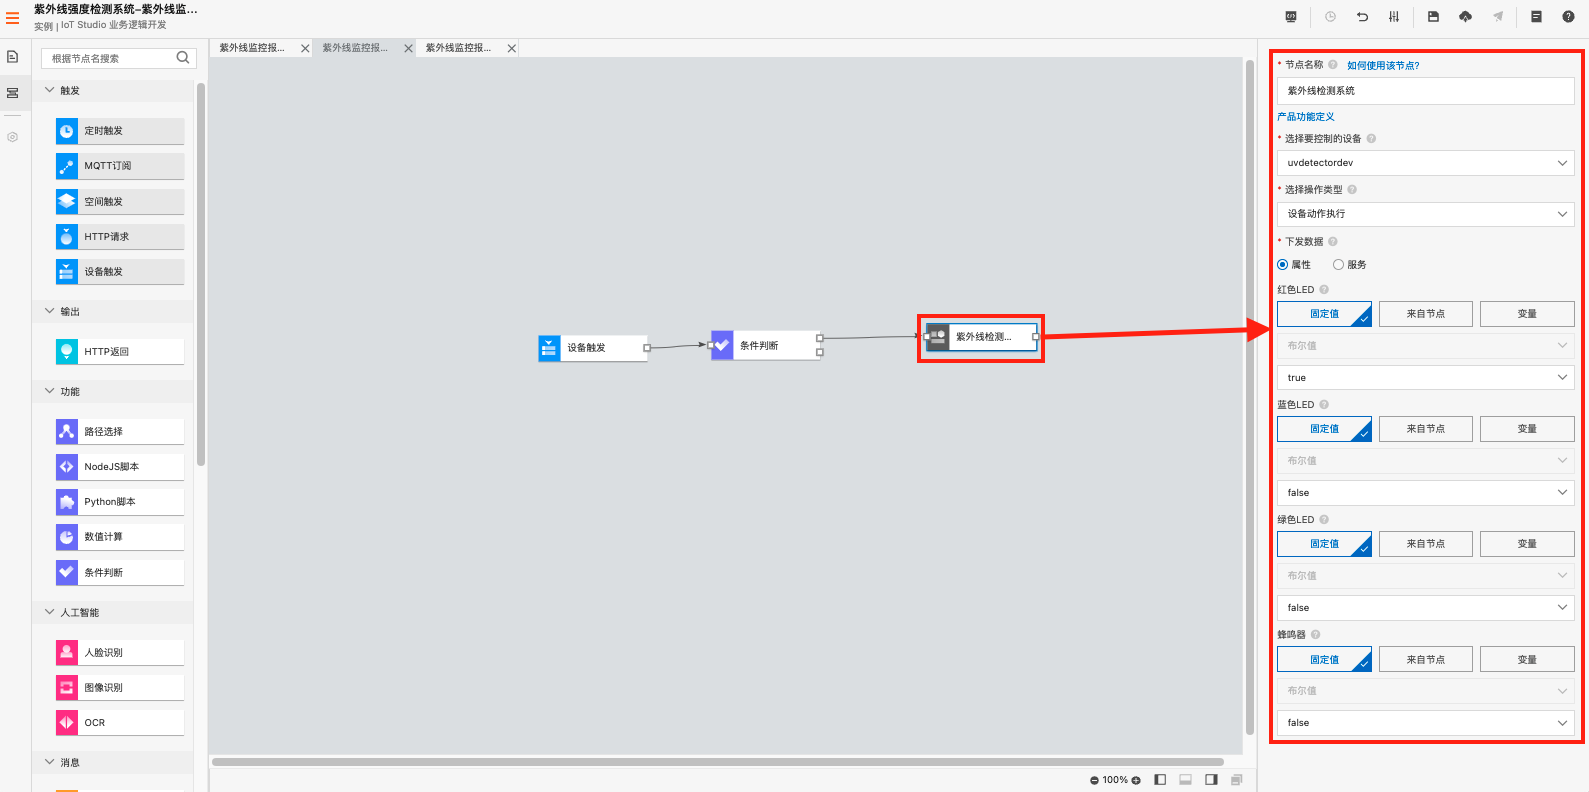 紫外线强度检测系统-紫外线监...
实例 | IoT Studio 业务逻辑开发
紫外线监控报...
紫外线监控报...
紫外线监控报...
根据节点名搜索
触发
定时触发
MQTT订阅
空间触发
HTTP请求
设备触发
输出
HTTP返回
功能
路径选择
NodeJS脚本
Python脚本
数值计算
条件判断
人工智能
人脸识别
图像识别
OCR
消息
设备触发
条件判断
紫外线检测...
100%
* 节点名称 如何使用该节点?
紫外线检测系统
产品功能定义
* 选择要控制的设备
uvdetectordev
* 选择操作类型
设备动作执行
* 下发数据
属性 服务
红色LED
固定值 来自节点 变量
布尔值
true
蓝色LED
固定值 来自节点 变量
布尔值
false
绿色LED
固定值 来自节点 变量
布尔值
false
蜂鸣器
固定值 来自节点 变量
布尔值
false